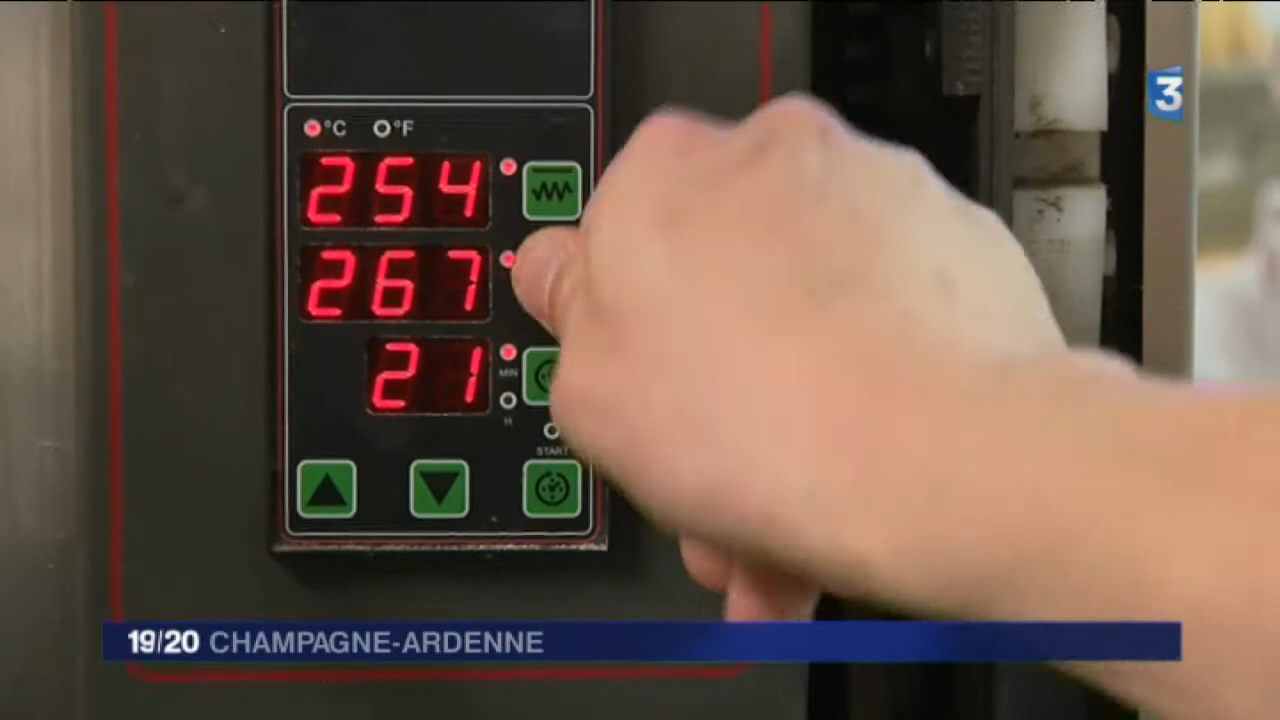 3
°C °F
254
267
21
MIN
H
START
19/20 CHAMPAGNE-ARDENNE